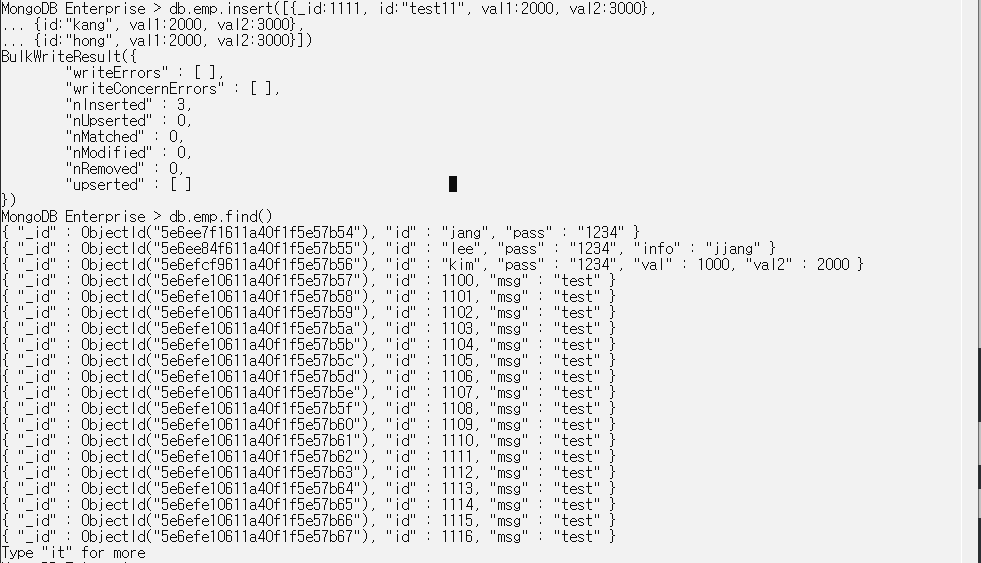 MongoDB Enterprise > db.emp.insert([{_id:1111, id:"test11", val1:2000, val2:3000},
... {id:"kang", val1:2000, val2:3000},
... {id:"hong", val1:2000, val2:3000}])
BulkWriteResult({
"writeErrors" : [ ],
"writeConcernErrors" : [ ],
"nInserted" : 3,
"nUpserted" : 0,
"nMatched" : 0,
"nModified" : 0,
"nRemoved" : 0,
"upserted" : [ ]
})
MongoDB Enterprise > db.emp.find()
{ "_id" : ObjectId("5e6ee7f1611a40f1f5e57b54"), "id" : "jang", "pass" : "1234" }
{ "_id" : ObjectId("5e6ee84f611a40f1f5e57b55"), "id" : "lee", "pass" : "1234", "info" : "jjang" }
{ "_id" : ObjectId("5e6efcf9611a40f1f5e57b56"), "id" : "kim", "pass" : "1234", "val" : 1000, "val2" : 2000 }
{ "_id" : ObjectId("5e6efe10611a40f1f5e57b57"), "id" : 1100, "msg" : "test" }
{ "_id" : ObjectId("5e6efe10611a40f1f5e57b58"), "id" : 1101, "msg" : "test" }
{ "_id" : ObjectId("5e6efe10611a40f1f5e57b59"), "id" : 1102, "msg" : "test" }
{ "_id" : ObjectId("5e6efe10611a40f1f5e57b5a"), "id" : 1103, "msg" : "test" }
{ "_id" : ObjectId("5e6efe10611a40f1f5e57b5b"), "id" : 1104, "msg" : "test" }
{ "_id" : ObjectId("5e6efe10611a40f1f5e57b5c"), "id" : 1105, "msg" : "test" }
{ "_id" : ObjectId("5e6efe10611a40f1f5e57b5d"), "id" : 1106, "msg" : "test" }
{ "_id" : ObjectId("5e6efe10611a40f1f5e57b5e"), "id" : 1107, "msg" : "test" }
{ "_id" : ObjectId("5e6efe10611a40f1f5e57b5f"), "id" : 1108, "msg" : "test" }
{ "_id" : ObjectId("5e6efe10611a40f1f5e57b60"), "id" : 1109, "msg" : "test" }
{ "_id" : ObjectId("5e6efe10611a40f1f5e57b61"), "id" : 1110, "msg" : "test" }
{ "_id" : ObjectId("5e6efe10611a40f1f5e57b62"), "id" : 1111, "msg" : "test" }
{ "_id" : ObjectId("5e6efe10611a40f1f5e57b63"), "id" : 1112, "msg" : "test" }
{ "_id" : ObjectId("5e6efe10611a40f1f5e57b64"), "id" : 1113, "msg" : "test" }
{ "_id" : ObjectId("5e6efe10611a40f1f5e57b65"), "id" : 1114, "msg" : "test" }
{ "_id" : ObjectId("5e6efe10611a40f1f5e57b66"), "id" : 1115, "msg" : "test" }
{ "_id" : ObjectId("5e6efe10611a40f1f5e57b67"), "id" : 1116, "msg" : "test" }
Type "it" for more